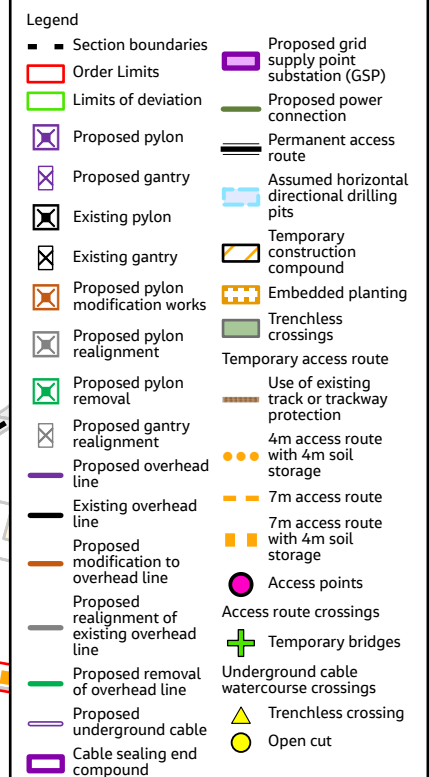 Legend
Section boundaries
Order Limits
Limits of deviation
Proposed pylon
Proposed gantry
Existing pylon
Existing gantry
Proposed pylon
modification works
Proposed pylon
realignment
Proposed pylon
removal
Proposed gantry
realignment
Proposed overhead
line
Existing overhead
line
Proposed
modification to
overhead line
Proposed
realignment of
existing overhead
line
Proposed removal
of overhead line
Proposed
underground cable
Cable sealing end
compound
Proposed grid
supply point
substation (GSP)
Proposed power
connection
Permanent access
route
Assumed horizontal
directional drilling
pits
Temporary
construction
compound
Embedded planting
Trenchless
crossings
Temporary access route
Use of existing
track or trackway
protection
4m access route
with 4m soil
storage
7m access route
7m access route
with 4m soil
storage
Access points
Access route crossings
Temporary bridges
Underground cable
watercourse crossings
Trenchless crossing
Open cut